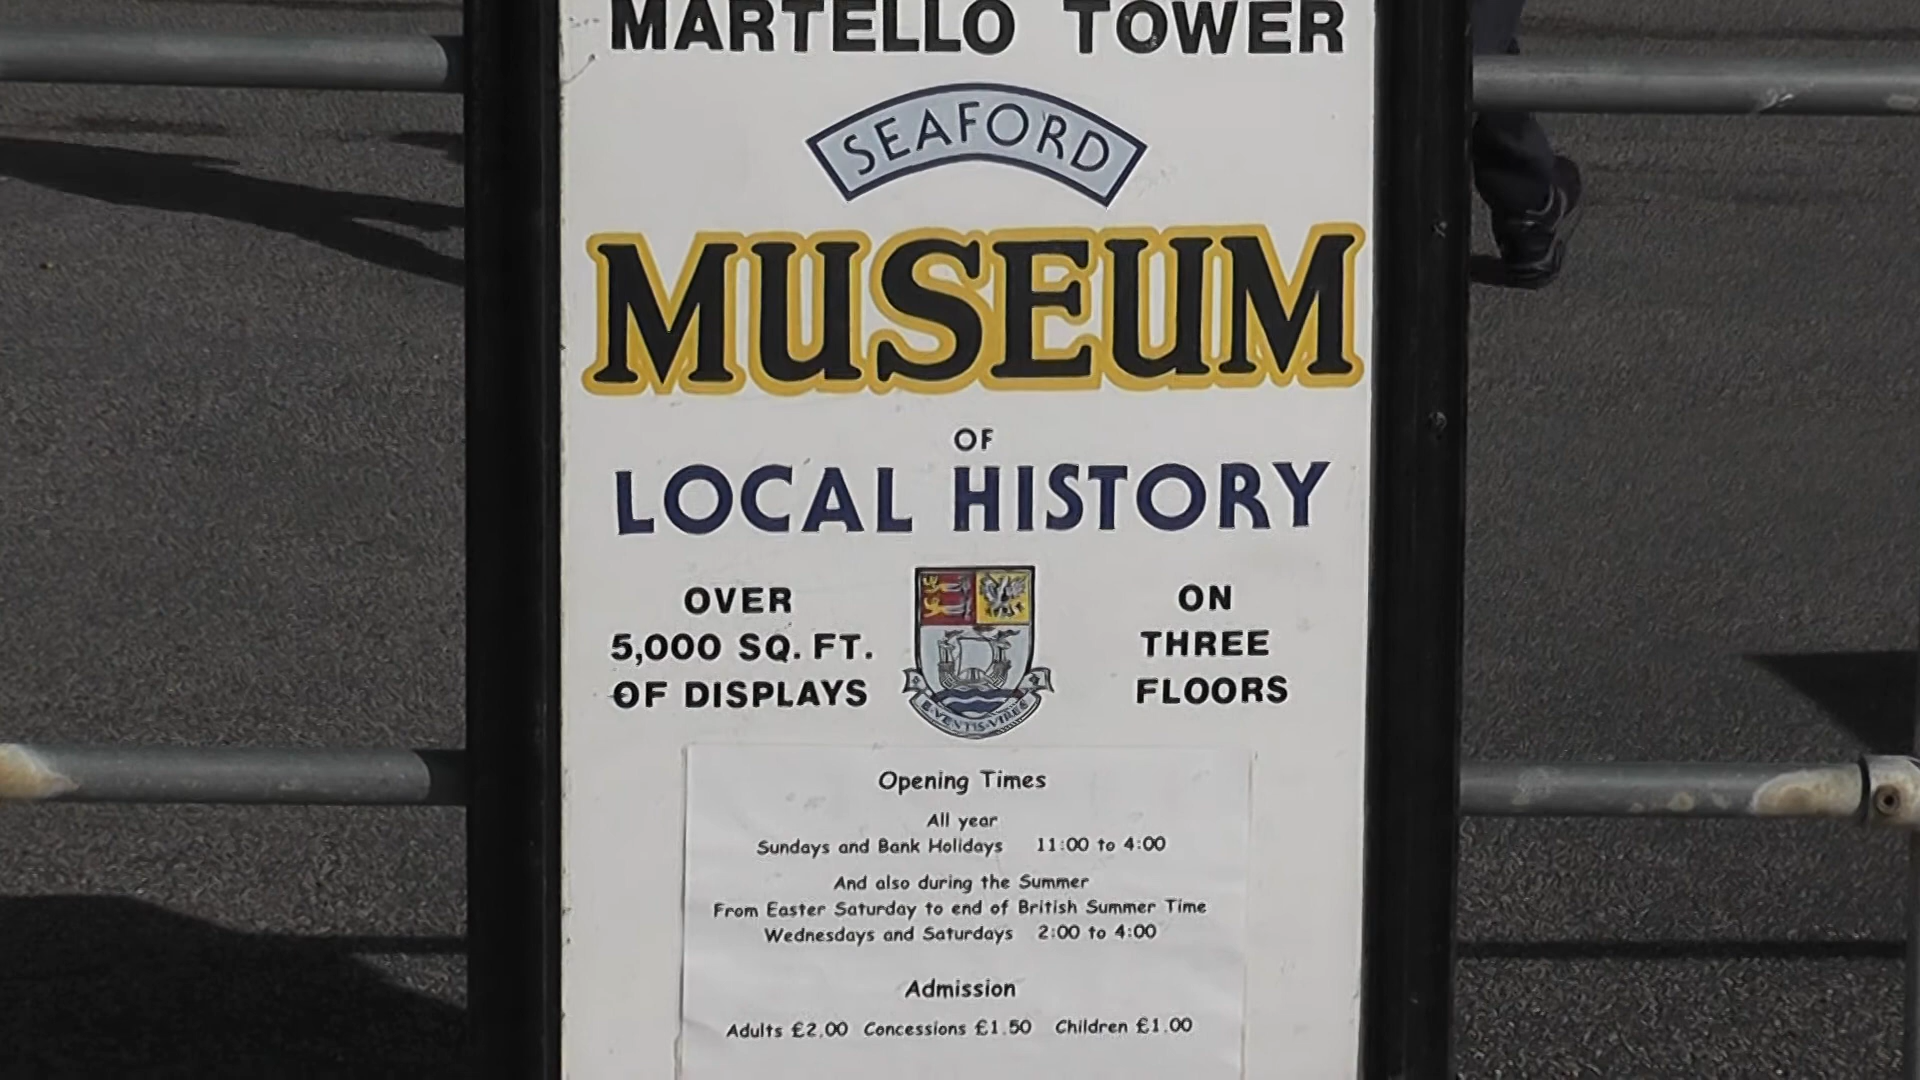 MARTELLO TOWER
SEAFORD
MUSEUM
OF
LOCAL HISTORY
OVER
5,000 SQ. FT.
OF DISPLAYS
ON
THREE
FLOORS
E·VENTIS·VIRES
Opening Times
All year
Sundays and Bank Holidays 11:00 to 4:00
And also during the Summer
From Easter Saturday to end of British Summer Time
Wednesdays and Saturdays 2:00 to 4:00
Admission
Adults £2.00 Concessions £1.50 Children £1.00